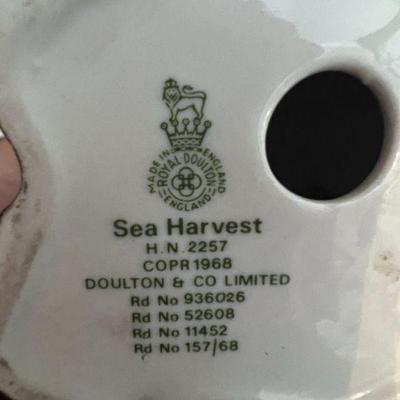 MADE IN ENGLAND
ROYAL DOULTON
ENGLAND
Sea Harvest
H.N. 2257
COPR 1968
DOULTON & CO LIMITED
Rd No 936026
Rd No 52608
Rd No 11452
Rd No 157/68